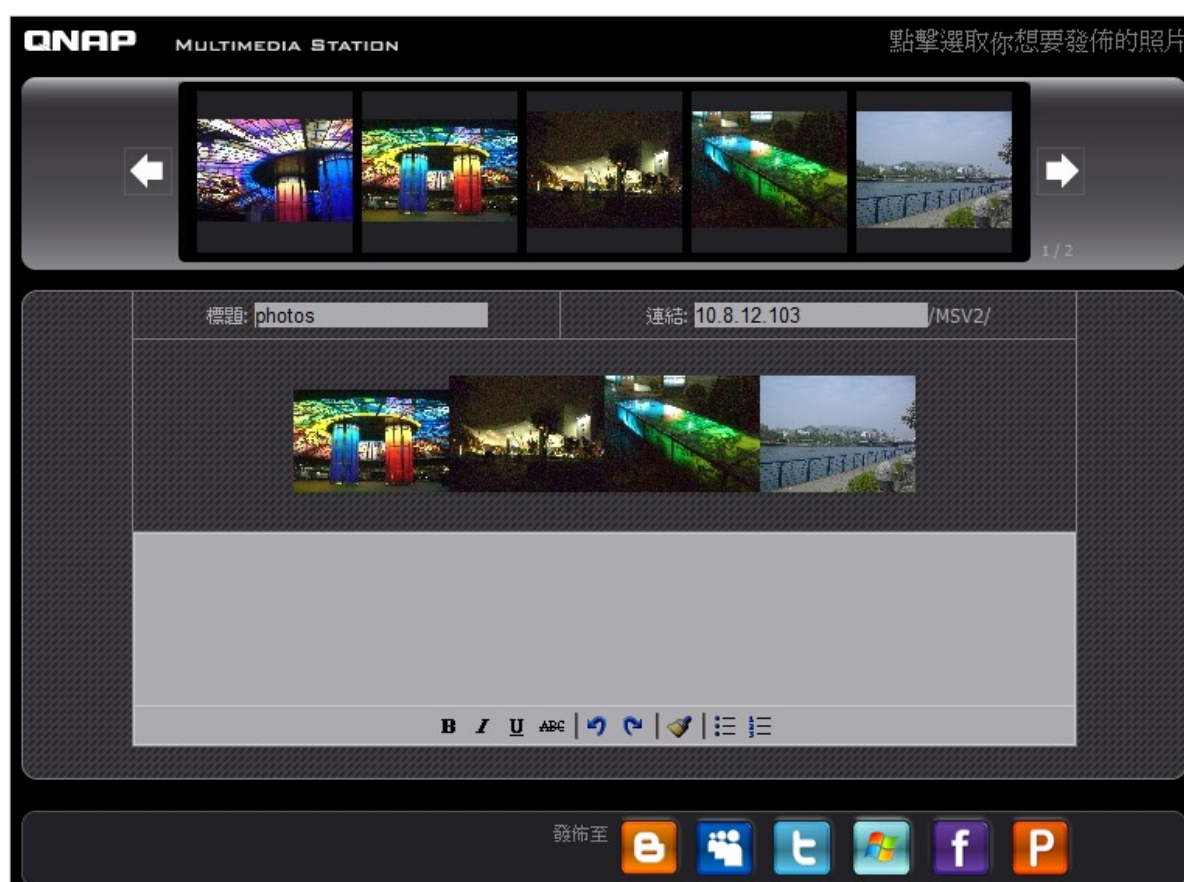 QNAP MULTIMEDIA STATION 點擊選取你想要發佈的照片
1 / 2
標題: photos 連結: 10.8.12.103 /MSV2/
B I U ABC
發佈至